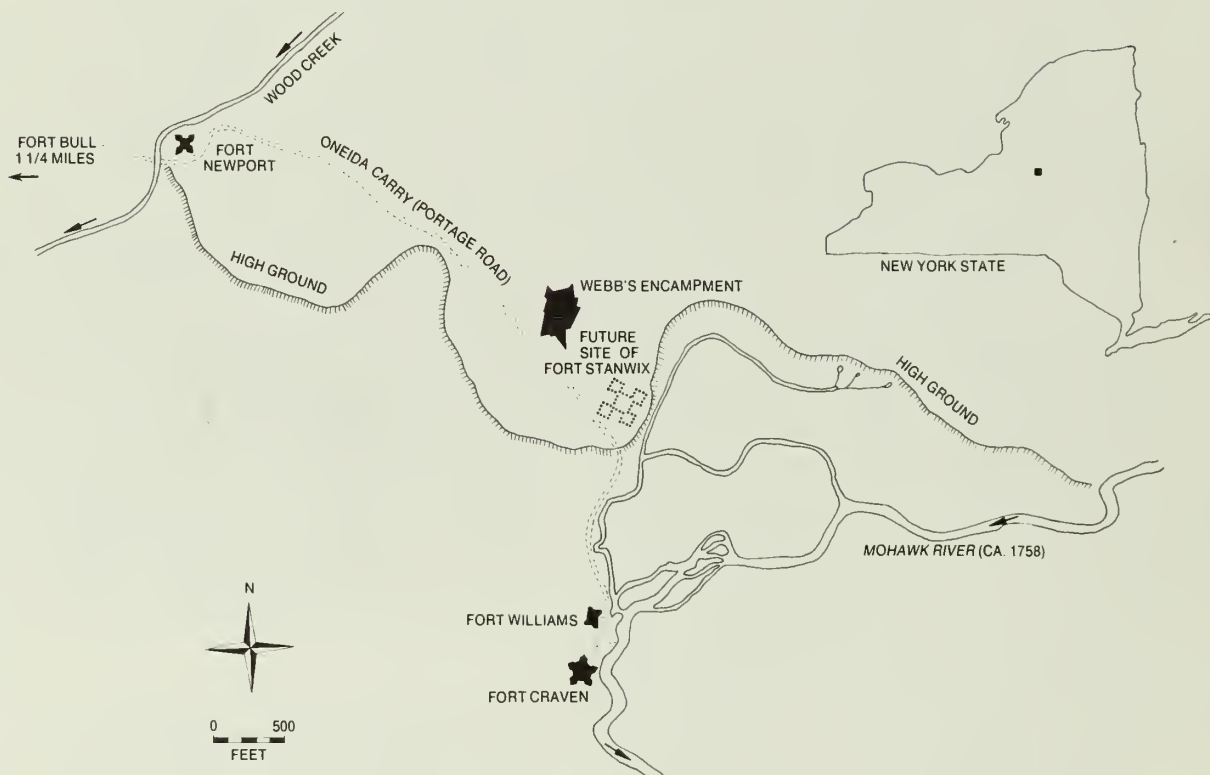 WOOD CREEK
FORT BULL
1 1/4 MILES
FORT
NEWPORT
ONEIDA CARRY (PORTAGE ROAD)
HIGH GROUND
NEW YORK STATE
WEBB'S ENCAMPMENT
FUTURE
SITE OF
FORT STANWIX
HIGH GROUND
MOHAWK RIVER (CA. 1758)
N
FORT WILLIAMS
FORT CRAVEN
0 500
FEET